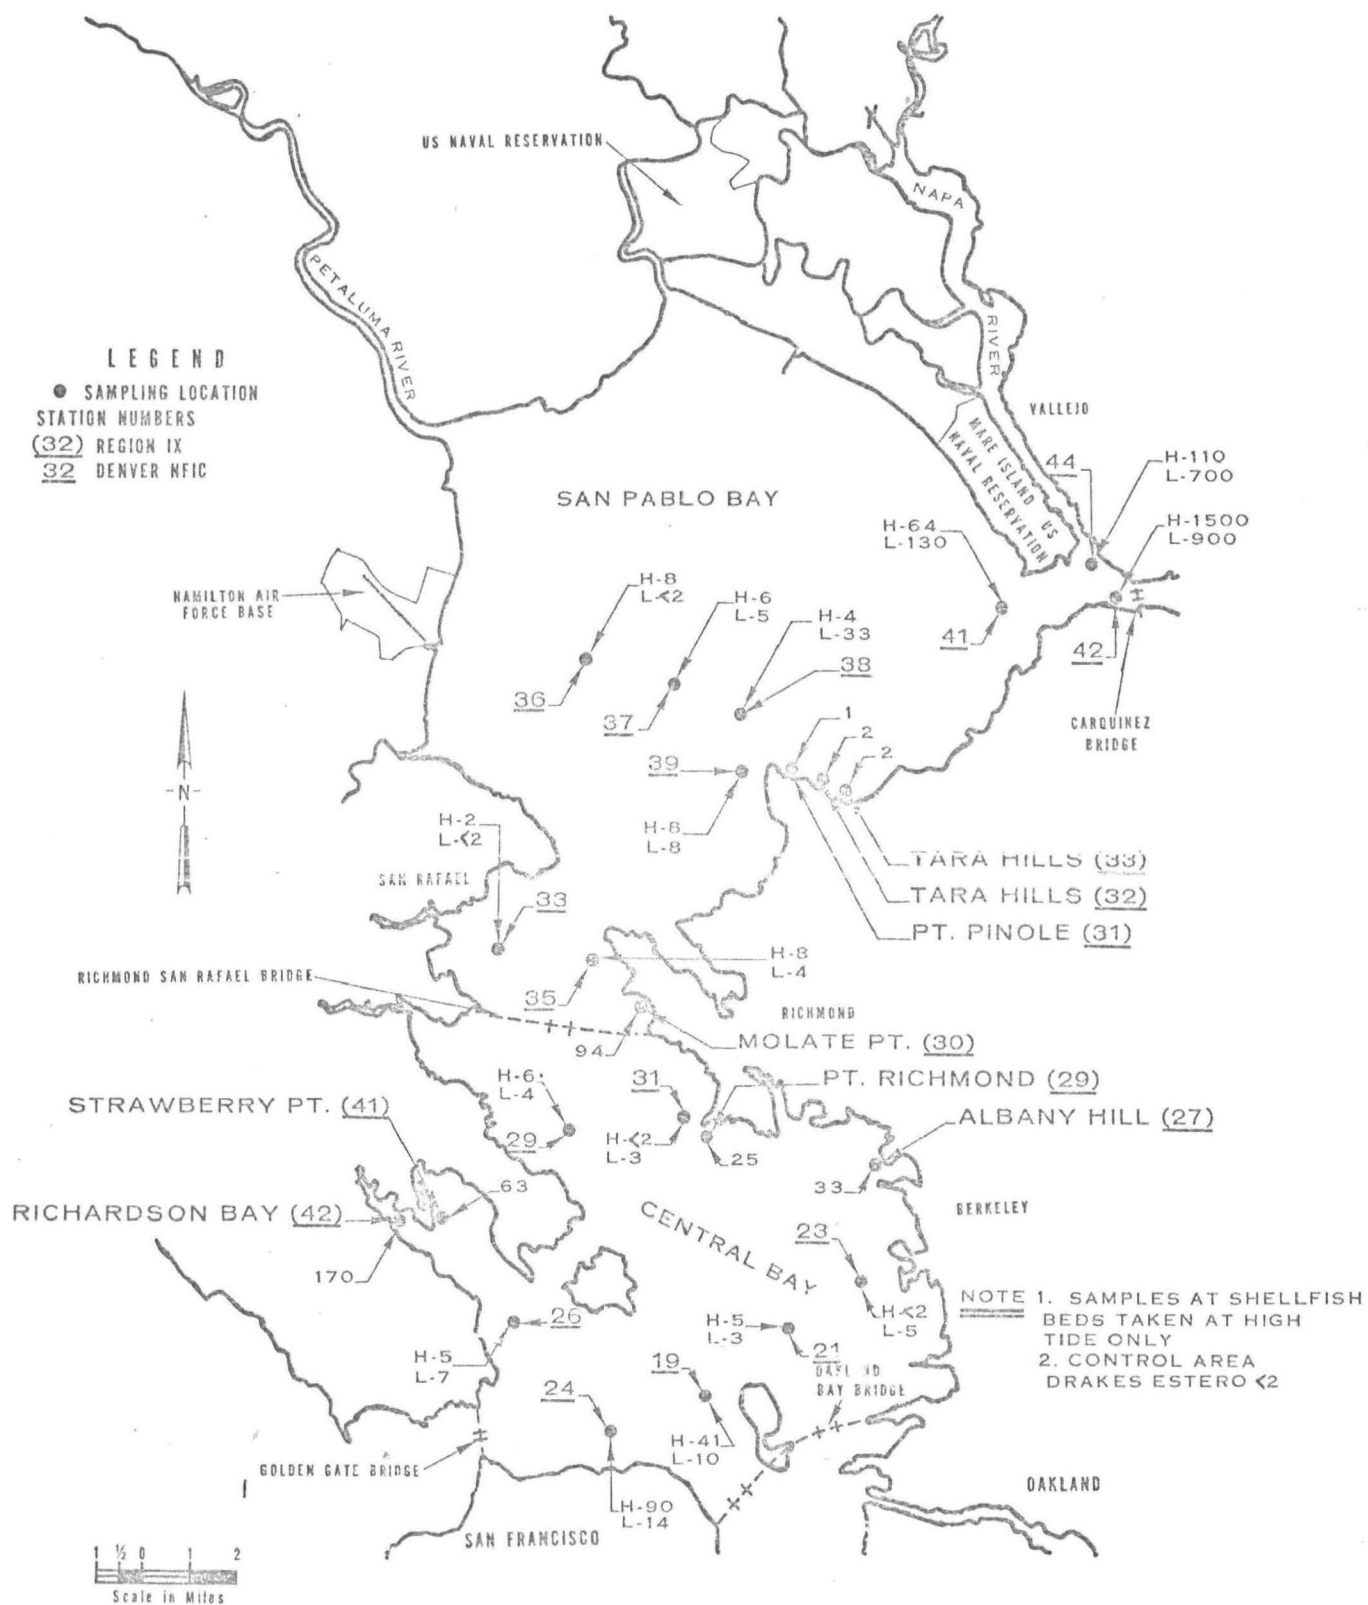 US NAVAL RESERVATION
NAPA
RIVER
PETALUMA RIVER
LEGEND
SAMPLING LOCATION
STATION NUMBERS
(32) REGION IX
32 DENVER NFIC
VALLEJO
MARE ISLAND US
NAVAL RESERVATION
44
H-110
L-700
SAN PABLO BAY
H-1500
L-900
H-64
L-130
41
42
CARQUINEZ
BRIDGE
HAMILTON AIR
FORCE BASE
H-8
L-<2
36
H-6
L-5
37
H-4
L-33
38
39
H-8
L-8
1
2
2
-N-
TARA HILLS (33)
TARA HILLS (32)
PT. PINOLE (31)
H-2
L-<2
SAN RAFAEL
33
H-8
L-4
35
RICHMOND SAN RAFAEL BRIDGE
RICHMOND
94
MOLATE PT. (30)
PT. RICHMOND (29)
ALBANY HILL (27)
H-6
L-4
29
31
H-<2
L-3
25
33
STRAWBERRY PT. (41)
63
RICHARDSON BAY (42)
170
CENTRAL BAY
BERKELEY
23
H-<2
L-5
NOTE 1. SAMPLES AT SHELLFISH
BEDS TAKEN AT HIGH
TIDE ONLY
2. CONTROL AREA
DRAKES ESTERO <2
26
H-5
L-7
H-5
L-3
21
BAY BRIDGE
19
H-41
L-10
24
H-90
L-14
GOLDEN GATE BRIDGE
SAN FRANCISCO
OAKLAND
1 ½ 0 1 2
Scale in Miles